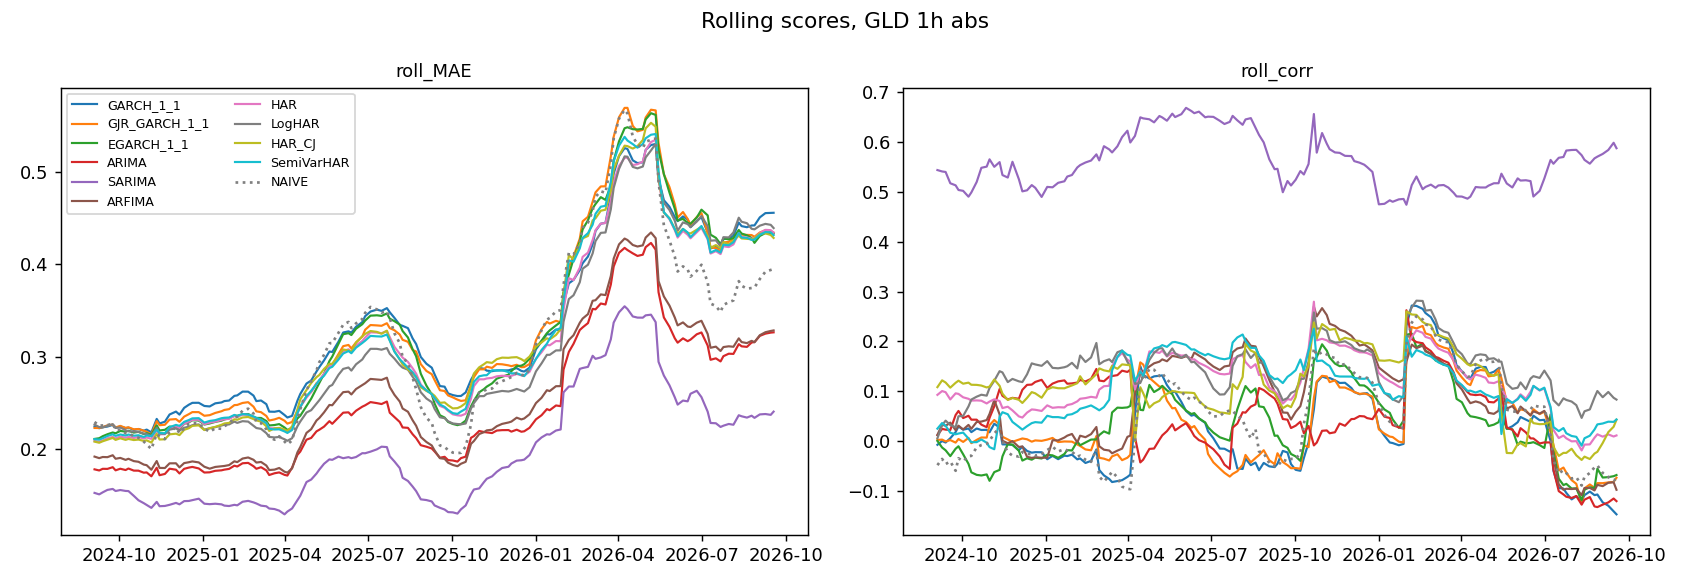 Rolling scores, GLD 1h abs
roll_MAE
GARCH_1_1
GJR_GARCH_1_1
EGARCH_1_1
ARIMA
SARIMA
ARFIMA
HAR
LogHAR
HAR_CJ
SemiVarHAR
NAIVE
0.5
0.4
0.3
0.2
2024-10 2025-01 2025-04 2025-07 2025-10 2026-01 2026-04 2026-07 2026-10
roll_corr
0.7
0.6
0.5
0.4
0.3
0.2
0.1
0.0
−0.1
2024-10 2025-01 2025-04 2025-07 2025-10 2026-01 2026-04 2026-07 2026-10